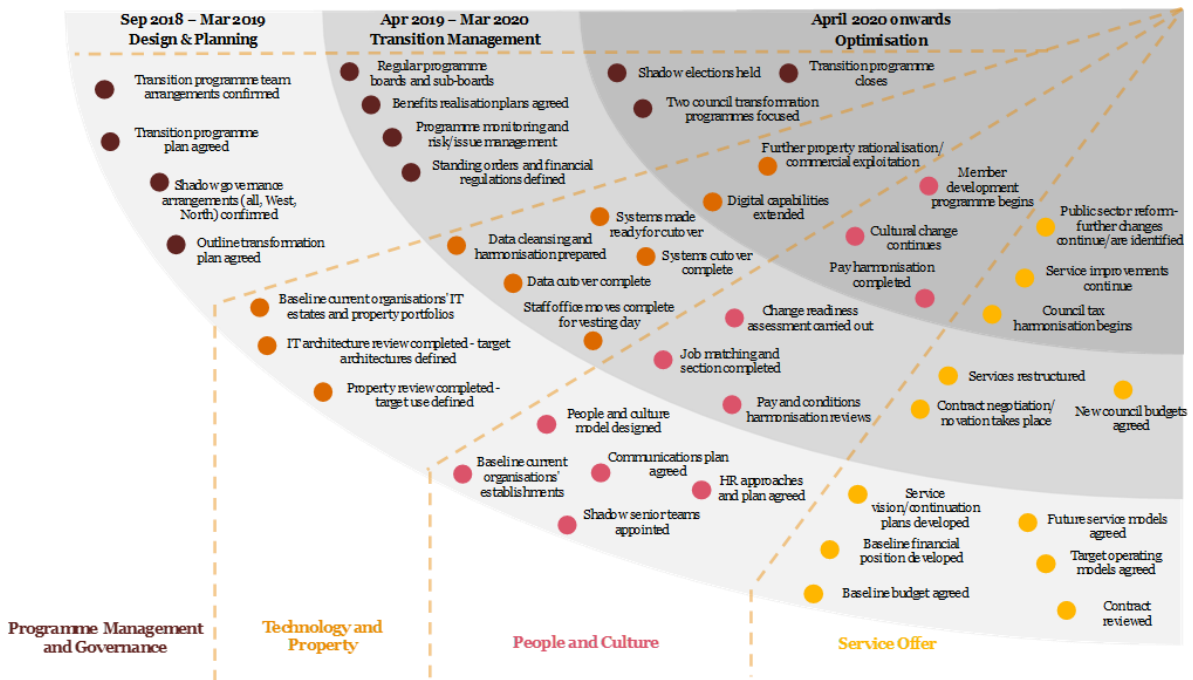 Sep 2018 – Mar 2019
Design & Planning
Apr 2019 – Mar 2020
Transition Management
April 2020 onwards
Optimisation
Transition programme team
arrangements confirmed
Transition programme
plan agreed
Shadow governance
arrangements (all, West,
North) confirmed
Outline transformation
plan agreed
Regular programme
boards and sub-boards
Benefits realisation plans agreed
Programme monitoring and
risk/issue management
Standing orders and financial
regulations defined
Shadow elections held
Transition programme
closes
Two council transformation
programmes focused
Further property rationalisation/
commercial exploitation
Digital capabilities
extended
Systems made
ready for cutover
Data cleansing and
harmonisation prepared
Systems cutover
complete
Data cutover complete
Staff office moves complete
for vesting day
Baseline current organisations' IT
estates and property portfolios
IT architecture review completed - target
architectures defined
Property review completed -
target use defined
Member
development
programme begins
Cultural change
continues
Pay harmonisation
completed
Change readiness
assessment carried out
Job matching and
section completed
Pay and conditions
harmonisation reviews
People and culture
model designed
Baseline current
organisations'
establishments
Communications plan
agreed
HR approaches
and plan agreed
Shadow senior teams
appointed
Public sector reform-
further changes
continue/are identified
Service improvements
continue
Council tax
harmonisation begins
Services restructured
Contract negotiation/
novation takes place
New council budgets
agreed
Service
vision/continuation
plans developed
Future service models
agreed
Baseline financial
position developed
Target operating
models agreed
Baseline budget agreed
Contract
reviewed
Programme Management
and Governance
Technology and
Property
People and Culture
Service Offer